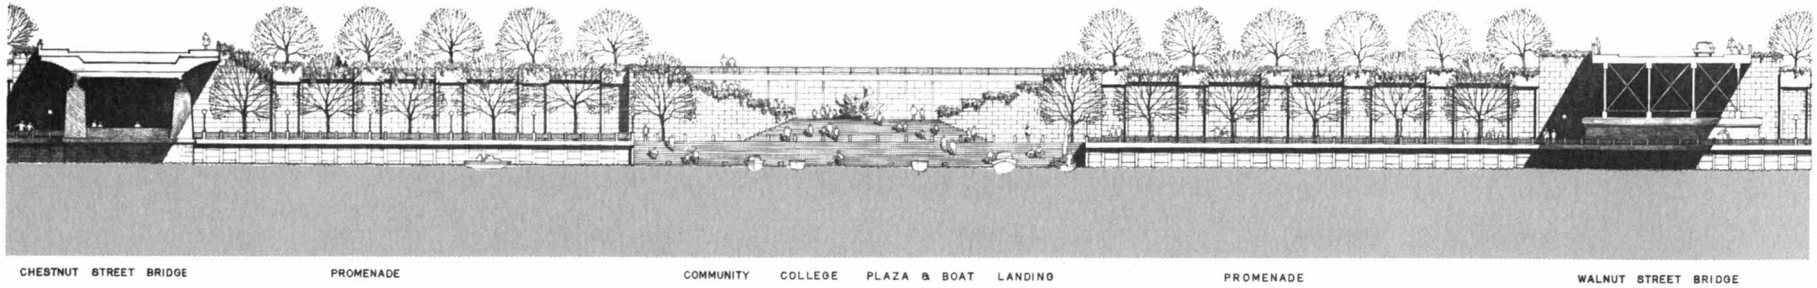 CHESTNUT STREET BRIDGE
PROMENADE
COMMUNITY COLLEGE PLAZA & BOAT LANDING
PROMENADE
WALNUT STREET BRIDGE